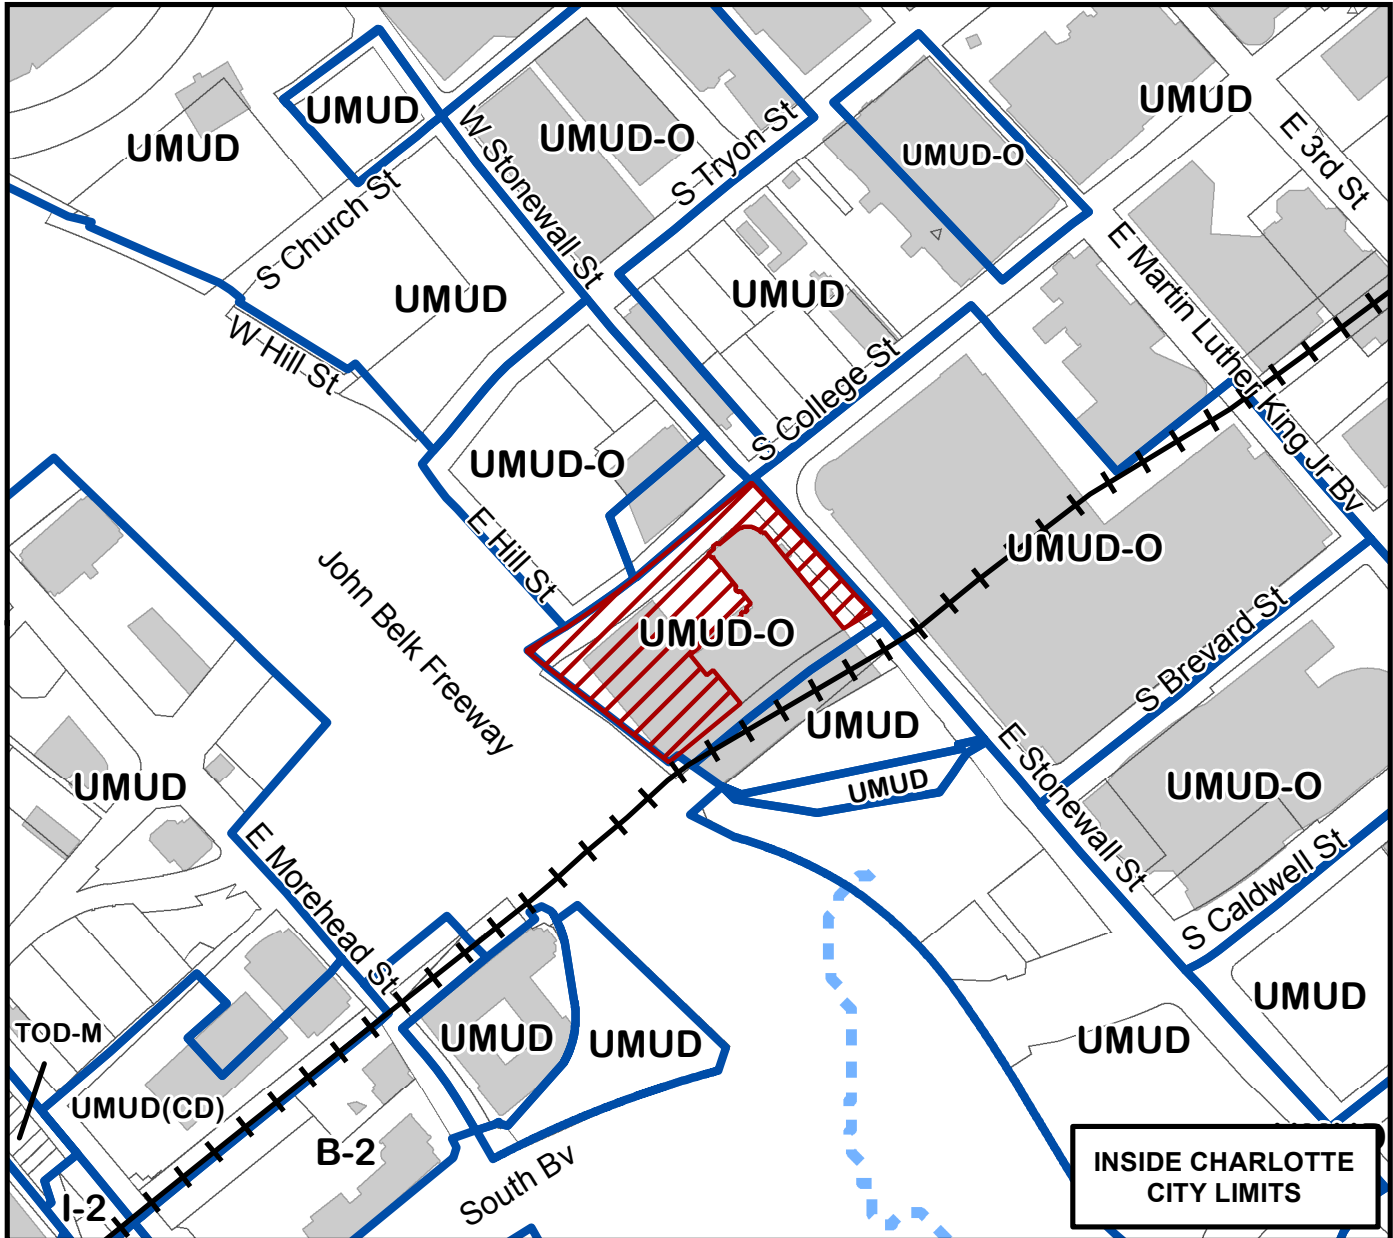 UMUD
UMUD
UMUD-O
UMUD-O
UMUD
E 3rd St
W Stonewall St
S Tryon St
S Church St
UMUD
UMUD
E Martin Luther King Jr Bv
W Hill St
S College St
UMUD-O
UMUD-O
E Hill St
John Belk Freeway
UMUD-O
S Brevard St
UMUD
UMUD
UMUD
E Stonewall St
UMUD-O
E Morehead St
S Caldwell St
UMUD
UMUD
UMUD
UMUD
TOD-M
UMUD(CD)
B-2
South Bv
I-2
INSIDE CHARLOTTE
CITY LIMITS